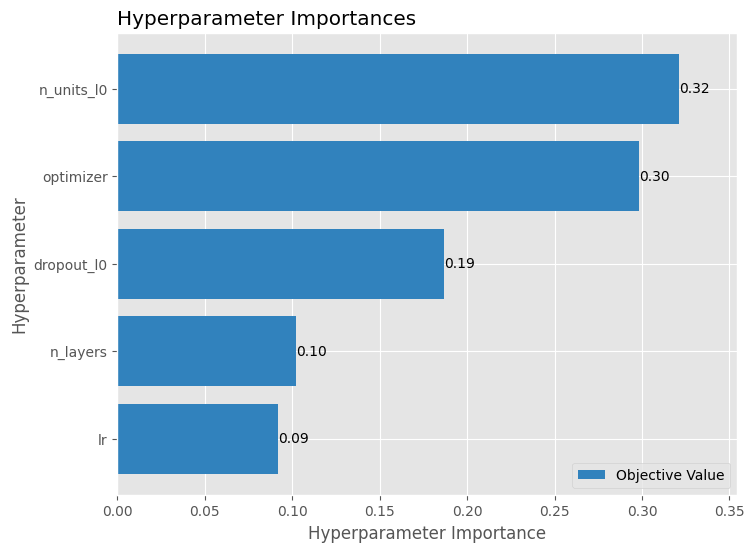 Hyperparameter Importances
Hyperparameter
n_units_l0
0.32
optimizer
0.30
dropout_l0
0.19
n_layers
0.10
lr
0.09
Objective Value
0.00 0.05 0.10 0.15 0.20 0.25 0.30 0.35
Hyperparameter Importance